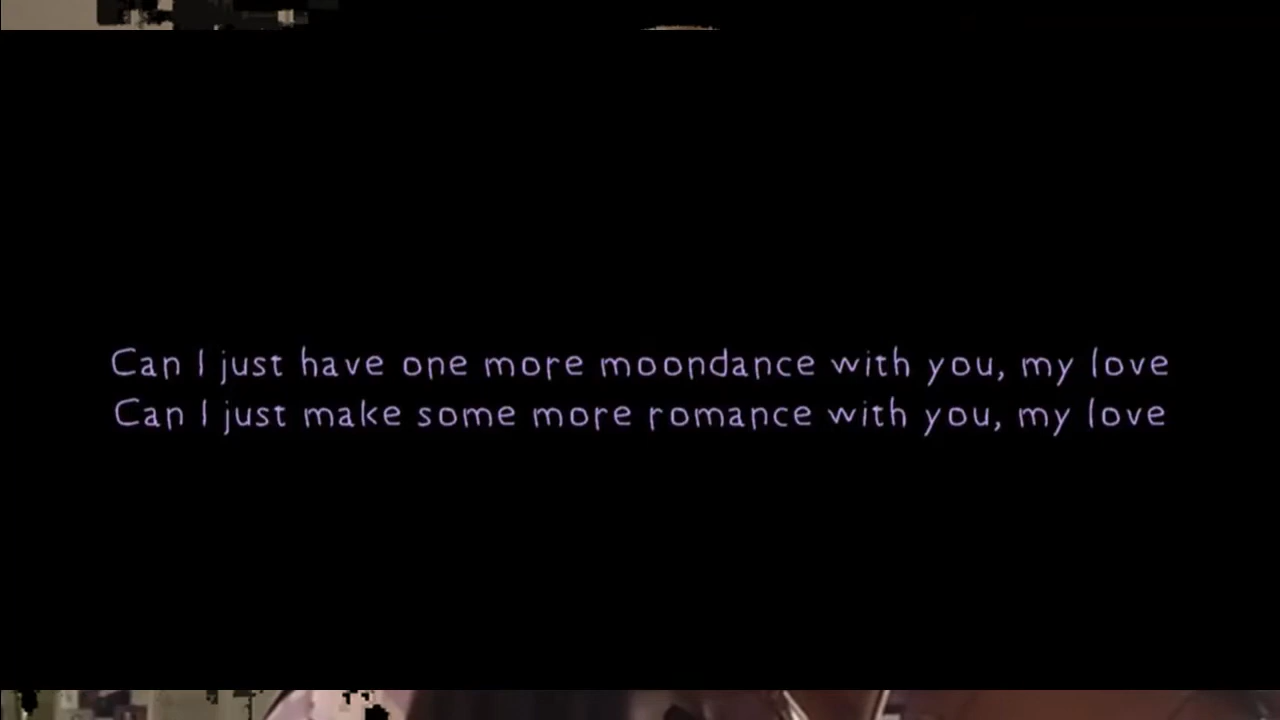 Can I just have one more moondance with you, my love
Can I just make some more romance with you, my love